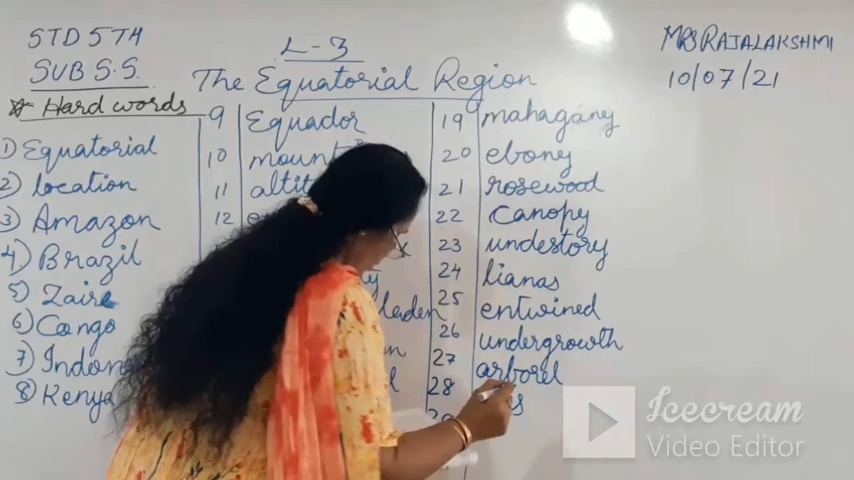 STD 5TH
SUB S.S.
L-3
The Equatorial Region
MRS RAJALAKSHMI
10/07/21
Hard words
1) Equatorial
2) location
3) Amazon
4) Brazil
5) Zaire
6) Congo
7) Indon
8) Kenya
9 Equador
10 mount
11 altit
12
19 mahagany
20 ebony
21 rosewood
22 canopy
23 undestory
24 lianas
25 entwined
26 undergrowth
27 arborel
28
Icecream
Video Editor